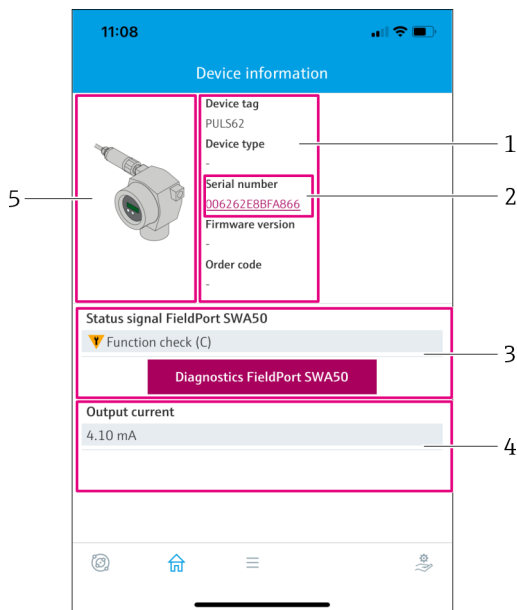 11:08
Device information
Device tag
PULS62
Device type
-
Serial number
006262E8BFA866
Firmware version
-
Order code
-
1
2
5
Status signal FieldPort SWA50
Function check (C)
Diagnostics FieldPort SWA50
3
Output current
4.10 mA
4